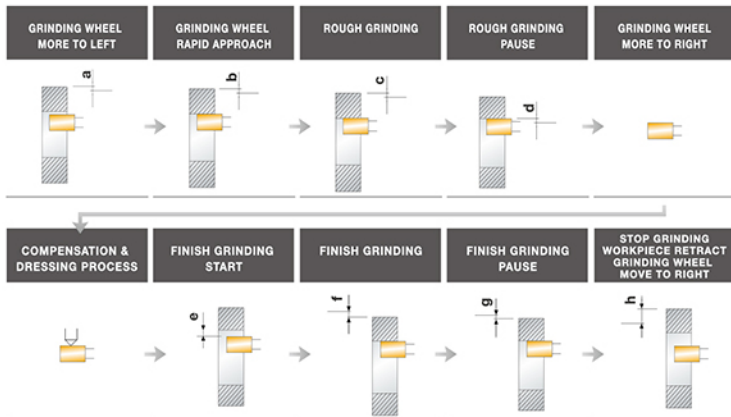 GRINDING WHEEL
MORE TO LEFT
GRINDING WHEEL
RAPID APPROACH
ROUGH GRINDING
ROUGH GRINDING
PAUSE
GRINDING WHEEL
MORE TO RIGHT
a
b
c
d
COMPENSATION &
DRESSING PROCESS
FINISH GRINDING
START
FINISH GRINDING
FINISH GRINDING
PAUSE
STOP GRINDING
WORKPIECE RETRACT
GRINDING WHEEL
MOVE TO RIGHT
e
f
g
h